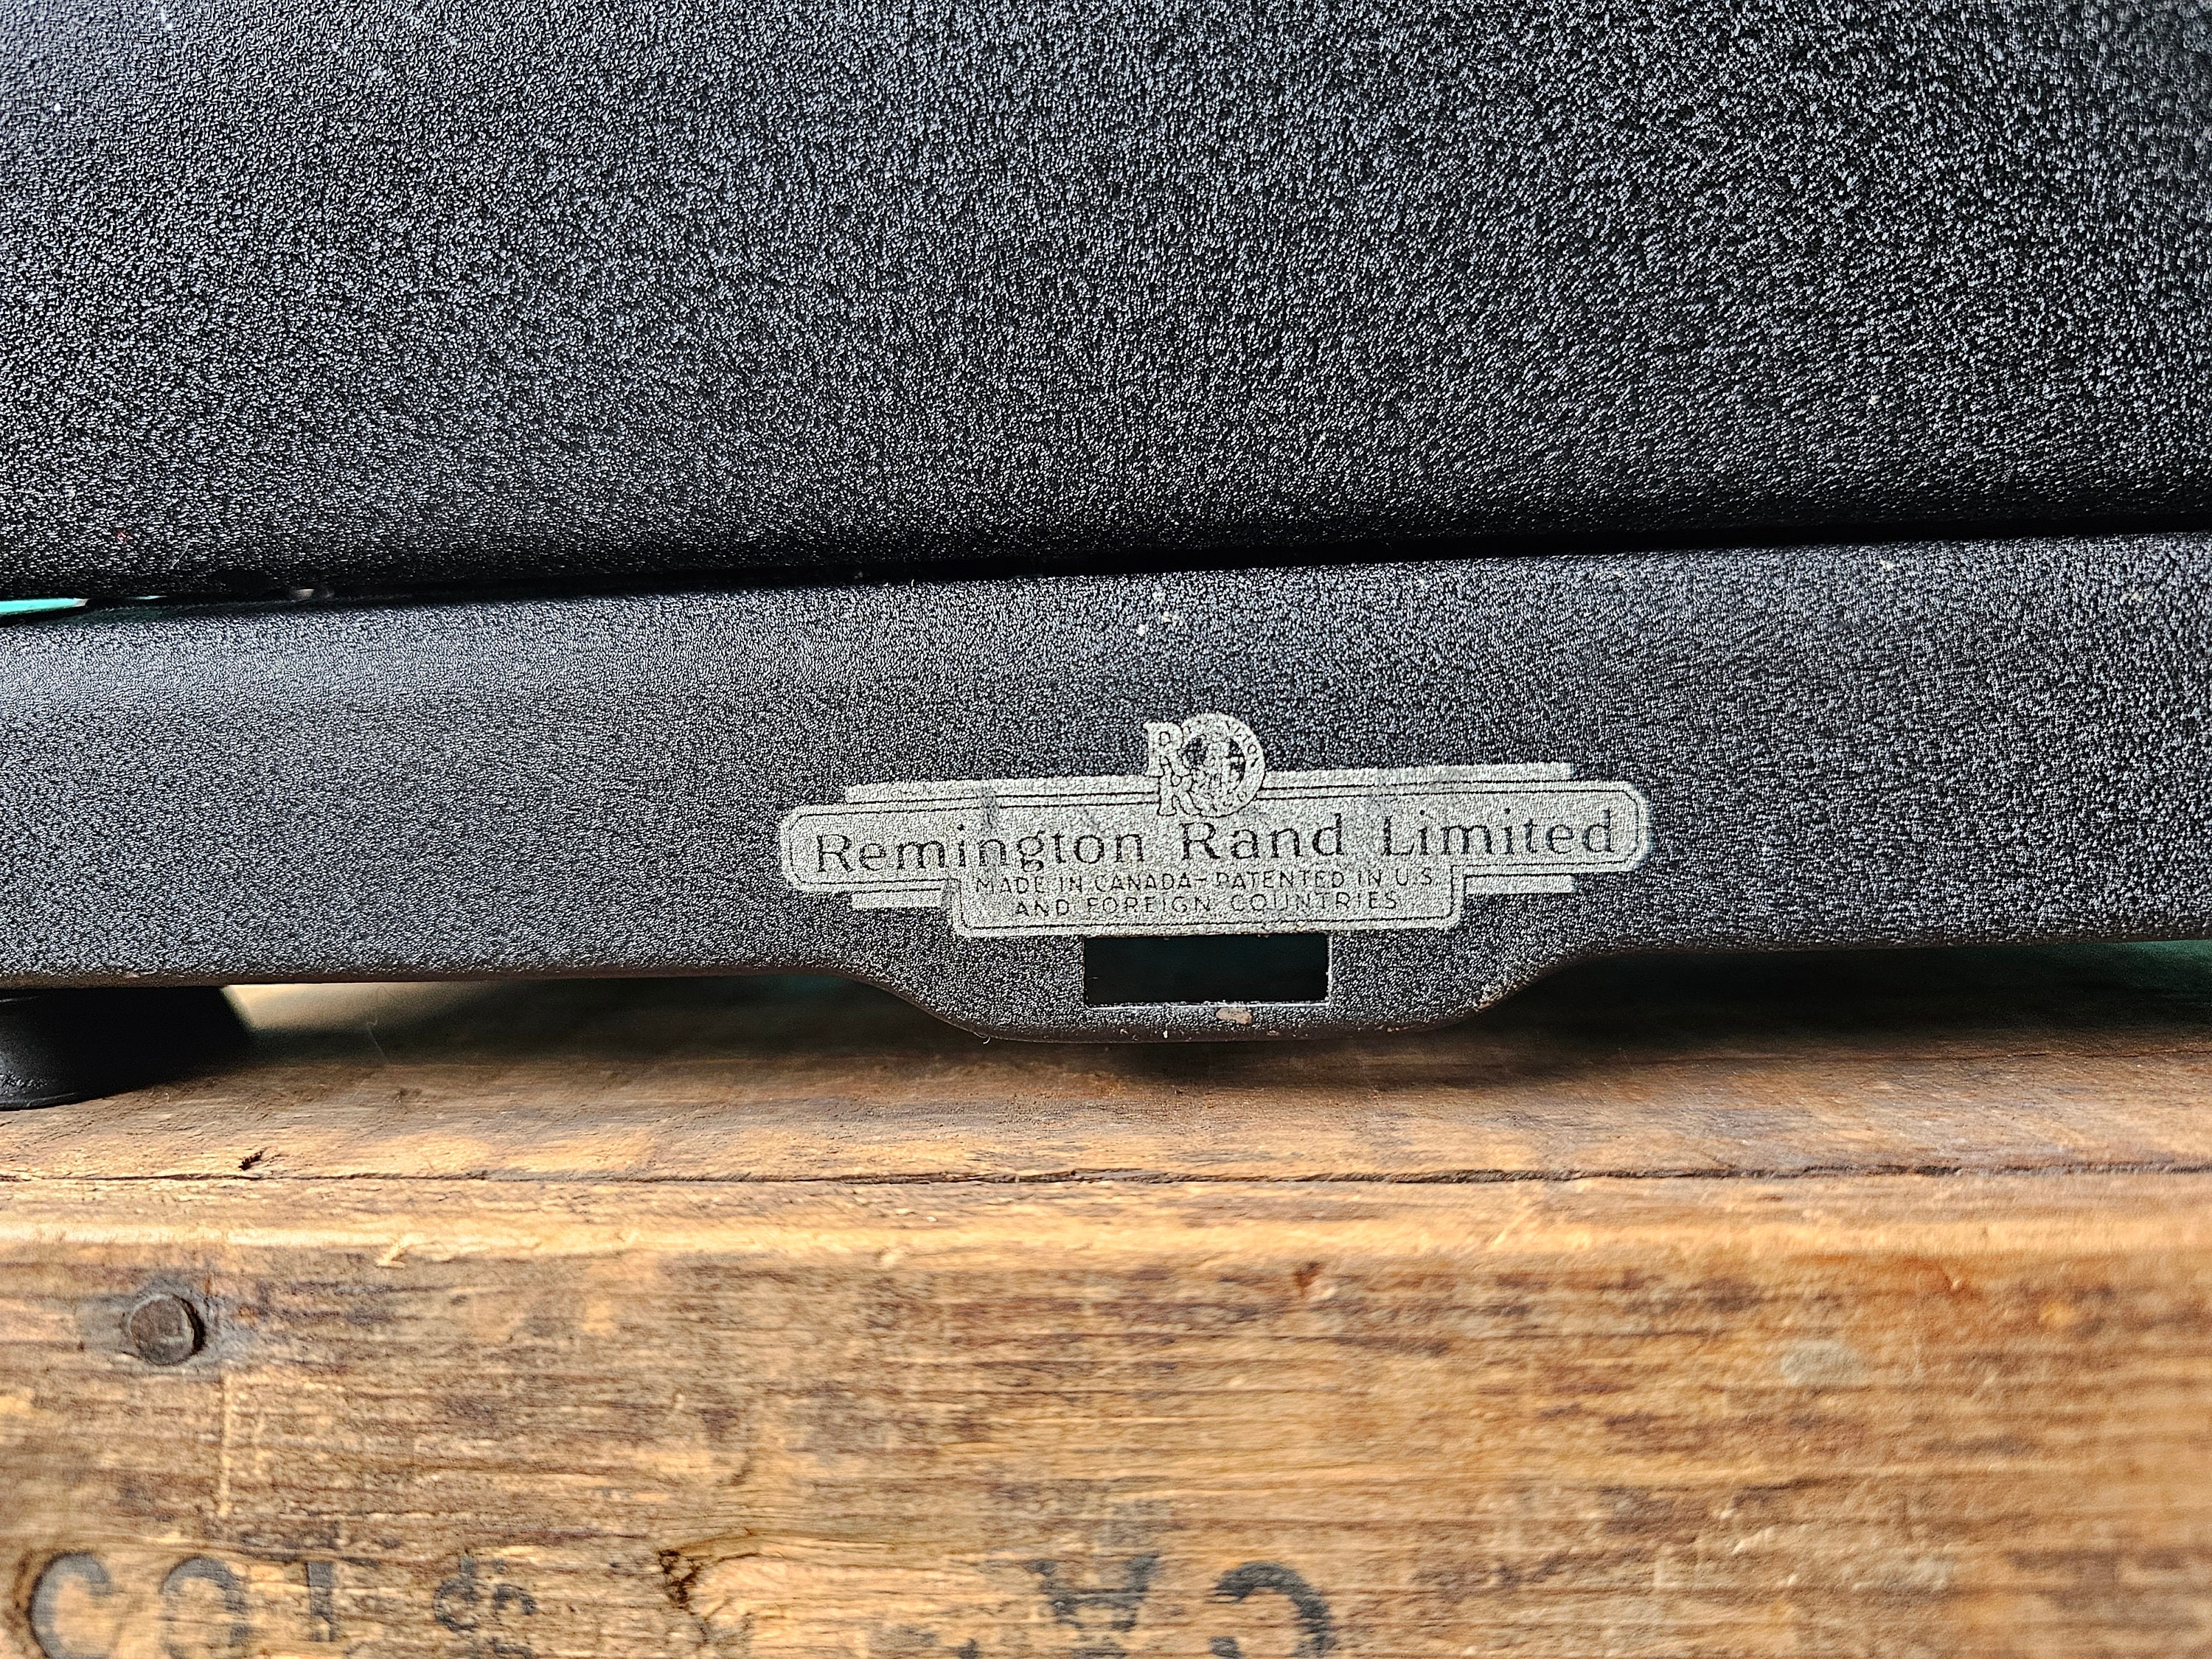 Remington Rand Limited
MADE IN CANADA-PATENTED IN U.S.
AND FOREIGN COUNTRIES